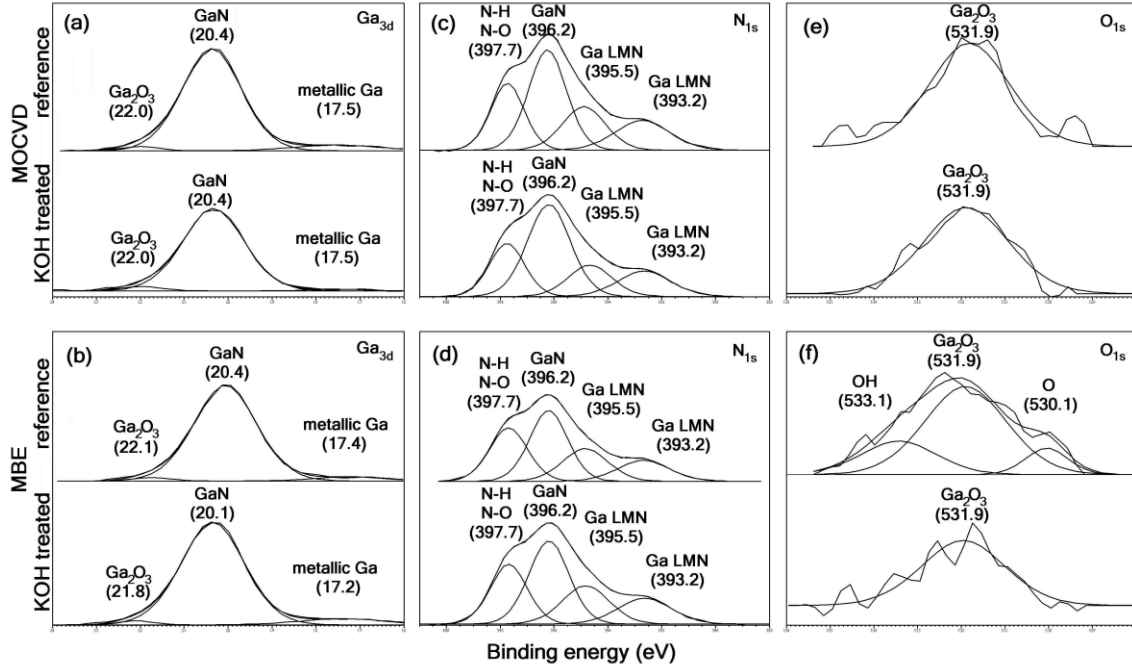 (a)
Ga3d
GaN
(20.4)
Ga2O3
(22.0)
metallic Ga
(17.5)
GaN
(20.4)
Ga2O3
(22.0)
metallic Ga
(17.5)
(c)
N1s
N-H
N-O
(397.7)
GaN
(396.2)
Ga LMN
(395.5)
Ga LMN
(393.2)
N-H
N-O
(397.7)
GaN
(396.2)
Ga LMN
(395.5)
Ga LMN
(393.2)
(e)
O1s
Ga2O3
(531.9)
Ga2O3
(531.9)
MOCVD
reference
KOH treated
(b)
Ga3d
GaN
(20.4)
Ga2O3
(22.1)
metallic Ga
(17.4)
GaN
(20.1)
Ga2O3
(21.8)
metallic Ga
(17.2)
(d)
N1s
N-H
N-O
(397.7)
GaN
(396.2)
Ga LMN
(395.5)
Ga LMN
(393.2)
N-H
N-O
(397.7)
GaN
(396.2)
Ga LMN
(395.5)
Ga LMN
(393.2)
(f)
O1s
Ga2O3
(531.9)
OH
(533.1)
O
(530.1)
Ga2O3
(531.9)
MBE
reference
KOH treated
Binding energy (eV)